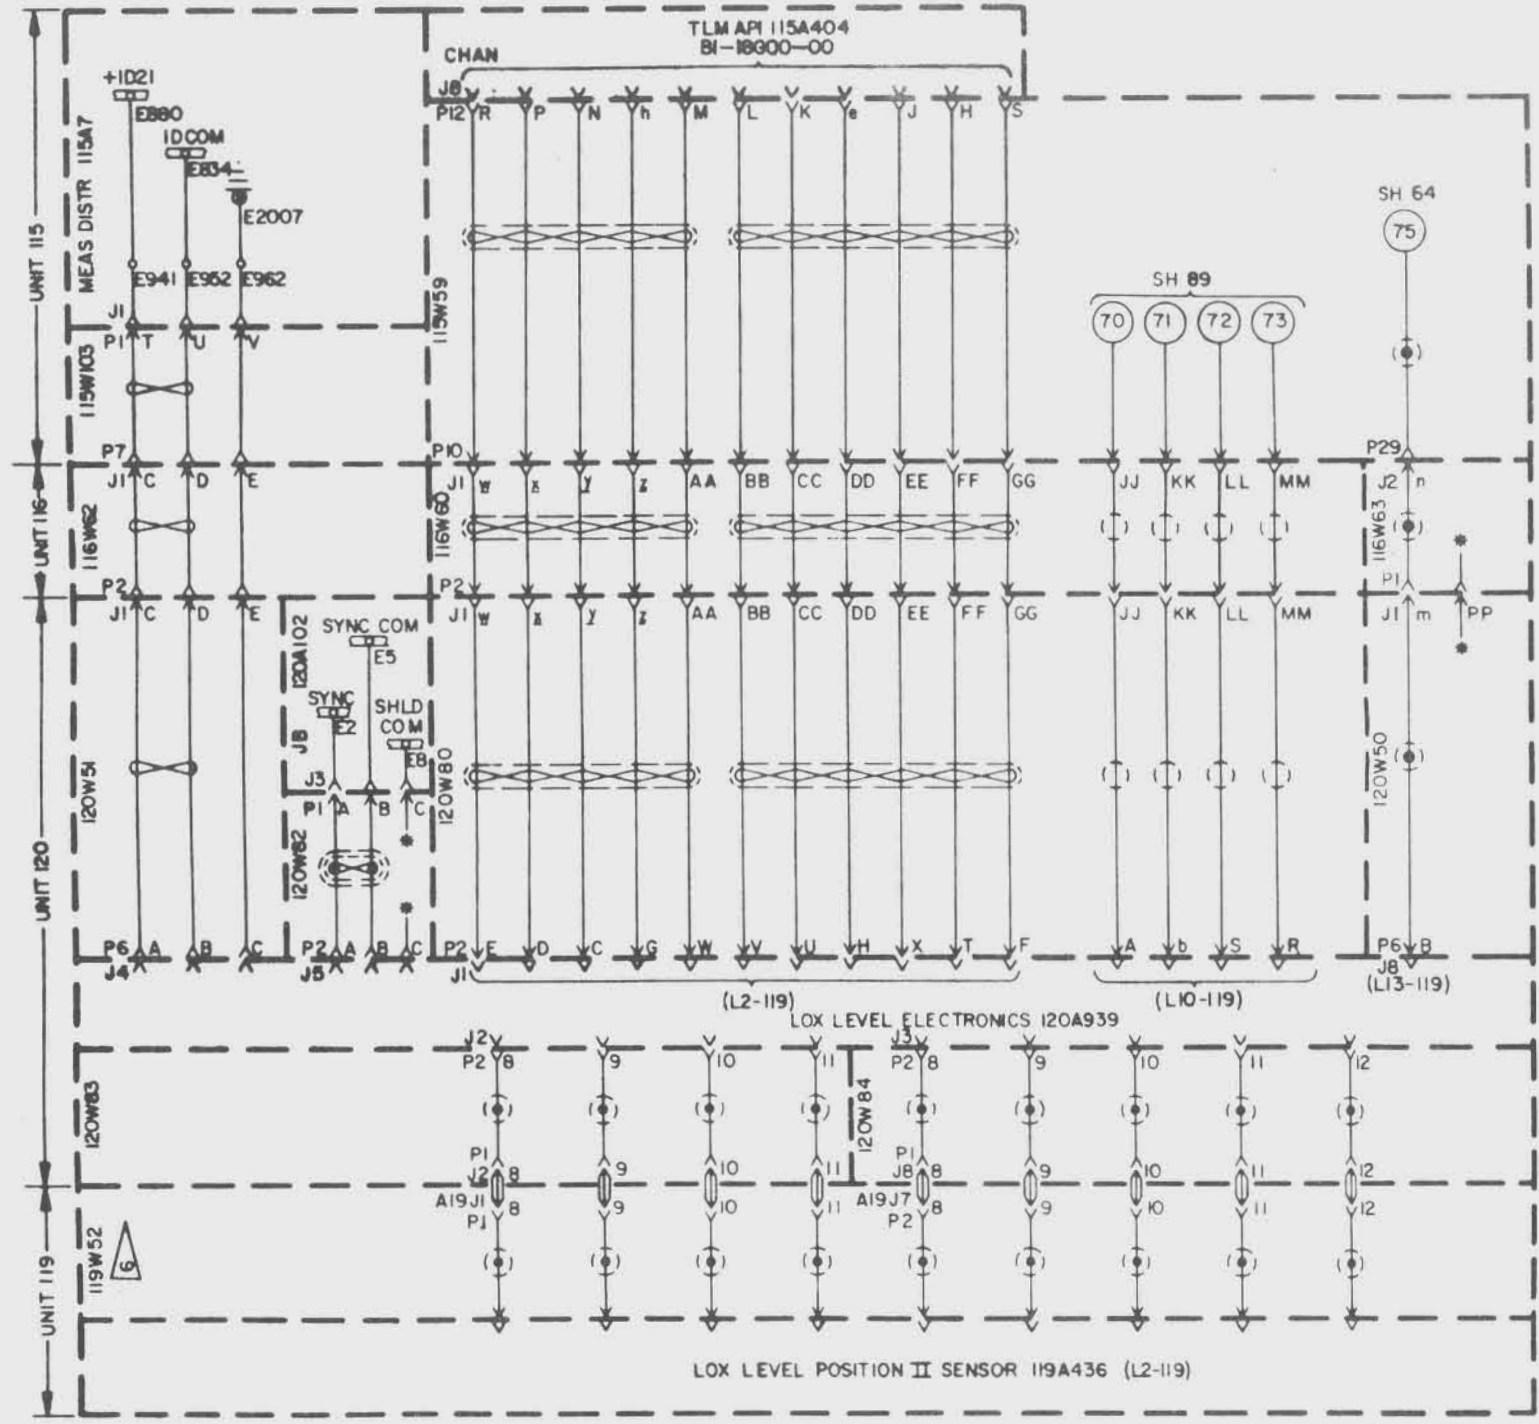 TLM API 115A404
B1-18G00-00
CHAN
+1D21
E880
1DCOM
E834
E2007
MEAS DISTR 115A7
E941 E952 E962
J1
P1 T U V
UNIT 115
115W103
115W59
J8
P12 R P N h M L K e J H S
SH 64
75
SH 89
70 71 72 73
P7
J1 C D E
P10
J1 w x y z AA BB CC DD EE FF GG JJ KK LL MM
P29
J2 n
UNIT 116
116W62
116W60
116W63
P2
J1 C D E
P2
J1 w x y z AA BB CC DD EE FF GG JJ KK LL MM
P1
J1 m PP
*
*
UNIT 120
120W51
120A102
SYNC COM
E5
SYNC
E2
SHLD
COM
E8
J8
J3
P1 A B C
*
120W82
*
120W80
120W50
P6 A B C
J4
P2 A B C
J5
P2 E D C G W V U H X T F A b S R
J1
P6 B
J8
(L2-119)
(L10-119)
(L13-119)
LOX LEVEL ELECTRONICS 120A939
J2
P2 8 9 10 11
J3
P2 8 9 10 11 12
120W83
120W84
P1
J2 8 9 10 11
P1
J8 8 9 10 11 12
A19J1 8 9 10 11
P1
A19J7 8 9 10 11 12
P2
UNIT 119
119W52
6
LOX LEVEL POSITION II SENSOR 119A436 (L2-119)